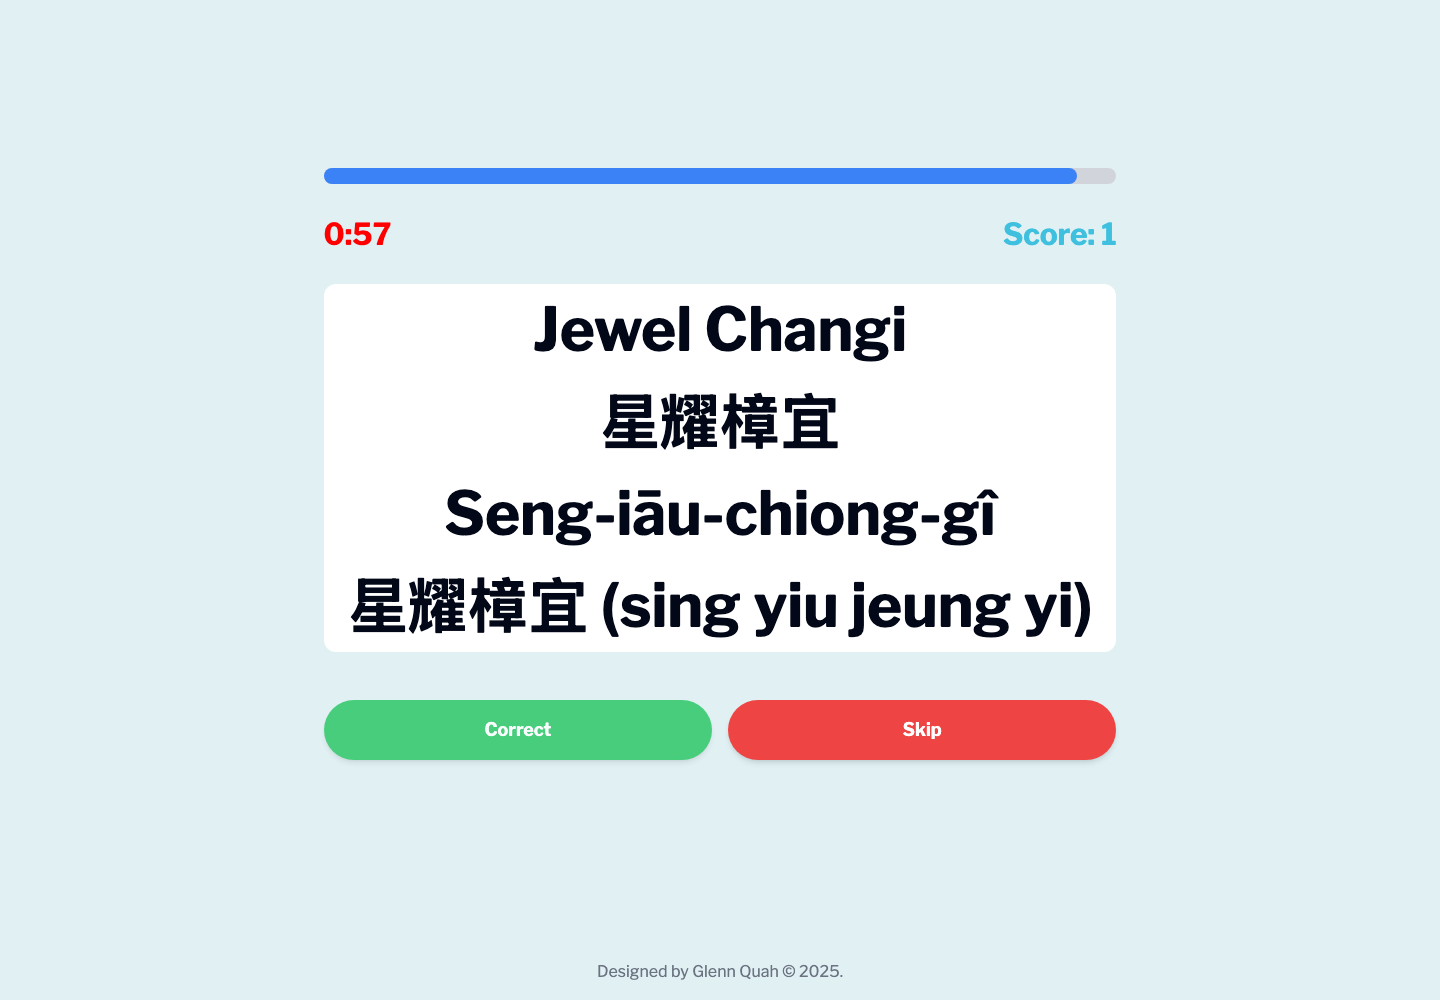 0:57
Score: 1
Jewel Changi
星耀樟宜
Seng-iāu-chiong-gî
星耀樟宜 (sing yiu jeung yi)
Correct
Skip
Designed by Glenn Quah © 2025.